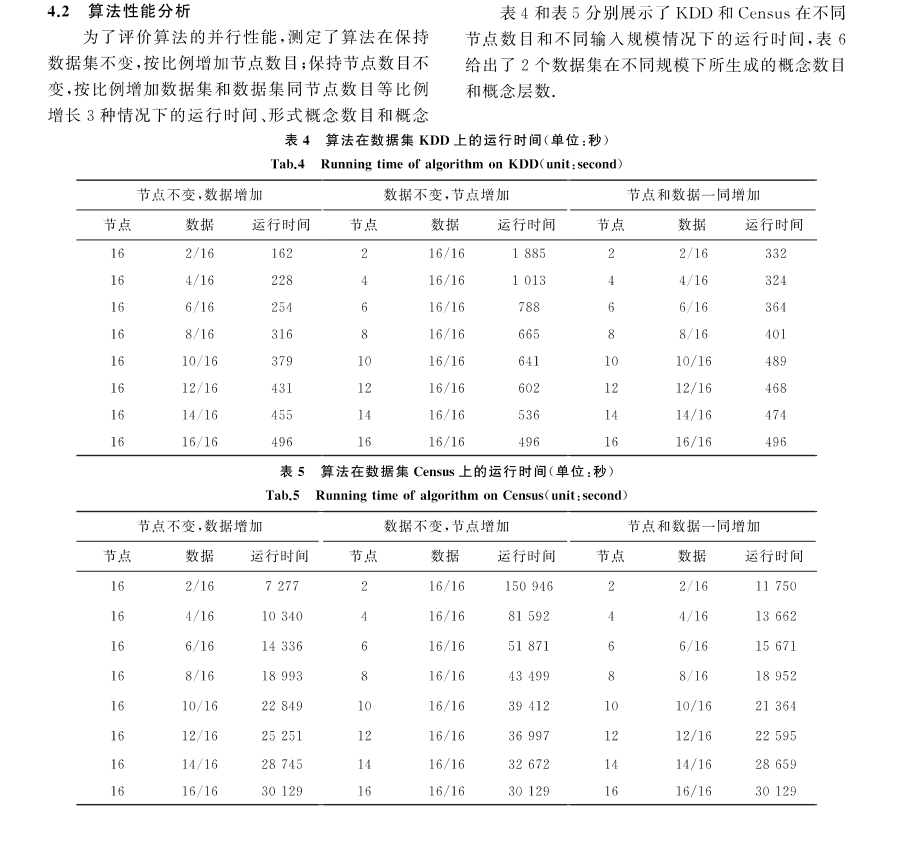 4.2 算法性能分析
为了评价算法的并行性能,测定了算法在保持
数据集不变,按比例增加节点数目;保持节点数目不
变,按比例增加数据集和数据集同节点数目等比例
增长 3 种情况下的运行时间、形式概念数目和概念
表 4 和表 5 分别展示了 KDD 和 Census 在不同
节点数目和不同输入规模情况下的运行时间,表 6
给出了 2 个数据集在不同规模下所生成的概念数目
和概念层数.
表 4 算法在数据集 KDD 上的运行时间(单位:秒)
Tab.4 Running time of algorithm on KDD(unit:second)
节点不变,数据增加 数据不变,节点增加 节点和数据一同增加
节点 数据 运行时间 节点 数据 运行时间 节点 数据 运行时间
16 2/16 162 2 16/16 1 885 2 2/16 332
16 4/16 228 4 16/16 1 013 4 4/16 324
16 6/16 254 6 16/16 788 6 6/16 364
16 8/16 316 8 16/16 665 8 8/16 401
16 10/16 379 10 16/16 641 10 10/16 489
16 12/16 431 12 16/16 602 12 12/16 468
16 14/16 455 14 16/16 536 14 14/16 474
16 16/16 496 16 16/16 496 16 16/16 496
表 5 算法在数据集 Census 上的运行时间(单位:秒)
Tab.5 Running time of algorithm on Census(unit:second)
节点不变,数据增加 数据不变,节点增加 节点和数据一同增加
节点 数据 运行时间 节点 数据 运行时间 节点 数据 运行时间
16 2/16 7 277 2 16/16 150 946 2 2/16 11 750
16 4/16 10 340 4 16/16 81 592 4 4/16 13 662
16 6/16 14 336 6 16/16 51 871 6 6/16 15 671
16 8/16 18 993 8 16/16 43 499 8 8/16 18 952
16 10/16 22 849 10 16/16 39 412 10 10/16 21 364
16 12/16 25 251 12 16/16 36 997 12 12/16 22 595
16 14/16 28 745 14 16/16 32 672 14 14/16 28 659
16 16/16 30 129 16 16/16 30 129 16 16/16 30 129